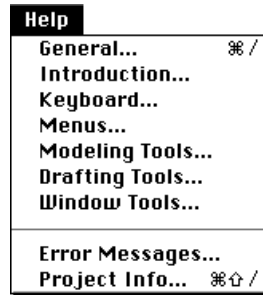 Help
General... ⌘/
Introduction...
Keyboard...
Menus...
Modeling Tools...
Drafting Tools...
Window Tools...
Error Messages...
Project Info... ⌘⇧/